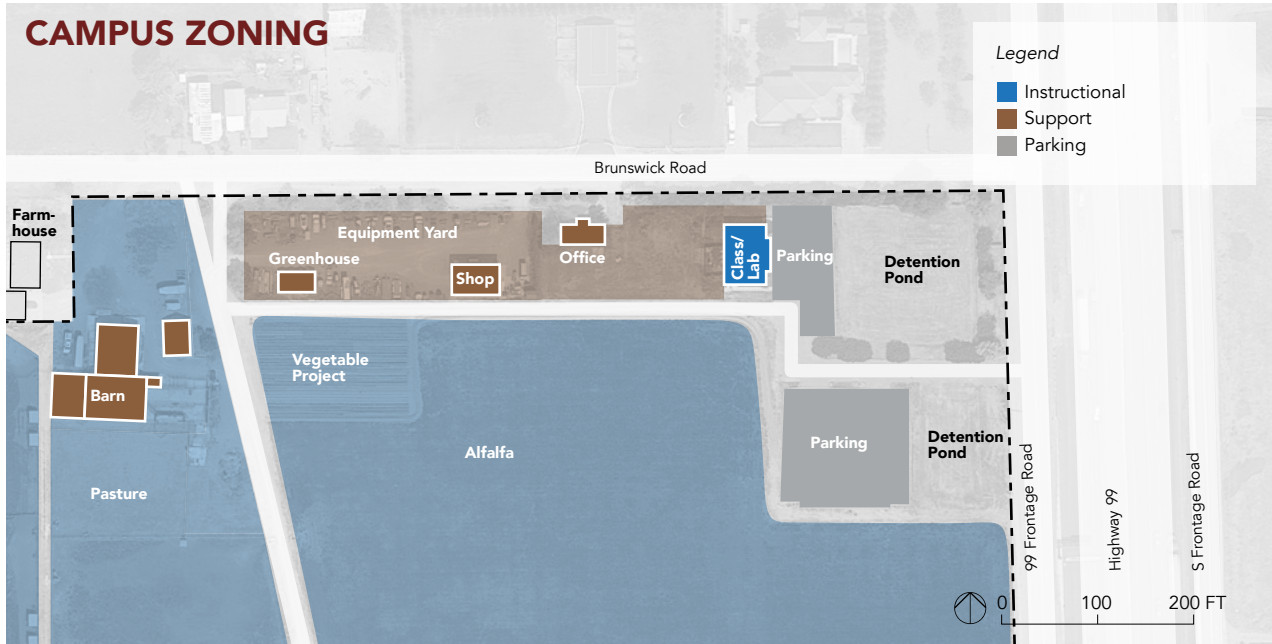 CAMPUS ZONING
Legend
Instructional
Support
Parking
Brunswick Road
Farm-
house
Equipment Yard
Greenhouse
Shop
Office
Class/
Lab
Parking
Detention
Pond
Vegetable
Project
Barn
Alfalfa
Parking
Detention
Pond
Pasture
99 Frontage Road
Highway 99
S Frontage Road
0 100 200 FT